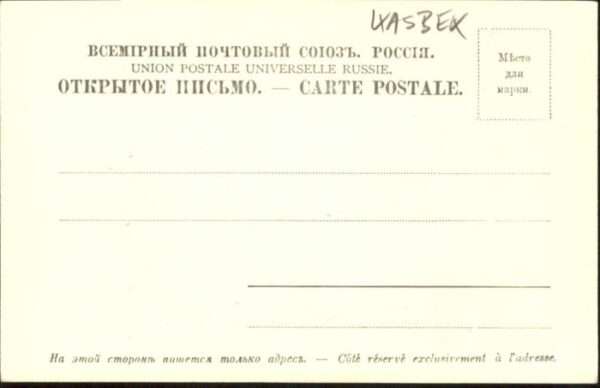 KASBEK
ВСЕМІРНЫЙ ПОЧТОВЫЙ СОЮЗЪ. РОССІЯ.
UNION POSTALE UNIVERSELLE RUSSIE.
ОТКРЫТОЕ ПИСЬМО. — CARTE POSTALE.
Мѣсто
для
марки.
На этой сторонѣ пишется только адресъ. — Côté réservé exclusivement à l'adresse.